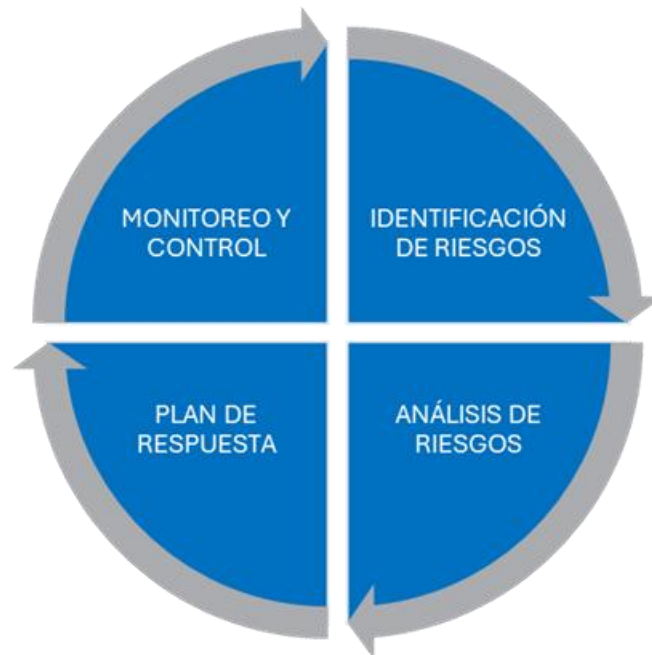 MONITOREO Y
CONTROL
IDENTIFICACIÓN
DE RIESGOS
PLAN DE
RESPUESTA
ANÁLISIS DE
RIESGOS